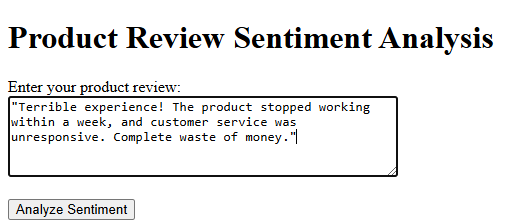 Product Review Sentiment Analysis
Enter your product review:
"Terrible experience! The product stopped working
within a week, and customer service was
unresponsive. Complete waste of money."
Analyze Sentiment